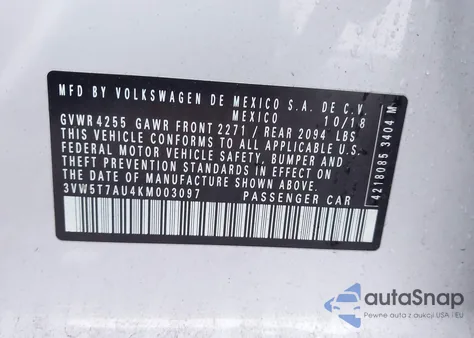 MFD BY VOLKSWAGEN DE MEXICO S.A. DE C.V.
MEXICO 10/18
GVWR 4255 GAWR FRONT 2271 / REAR 2094 LBS
THIS VEHICLE CONFORMS TO ALL APPLICABLE U.S.
FEDERAL MOTOR VEHICLE SAFETY, BUMPER AND
THEFT PREVENTION STANDARDS IN EFFECT ON
THE DATE OF MANUFACTURE SHOWN ABOVE.
3VW5T7AU4KM003097 PASSENGER CAR
4218085 3404 M
autoSnap
Pewne auta z aukcji USA i EU